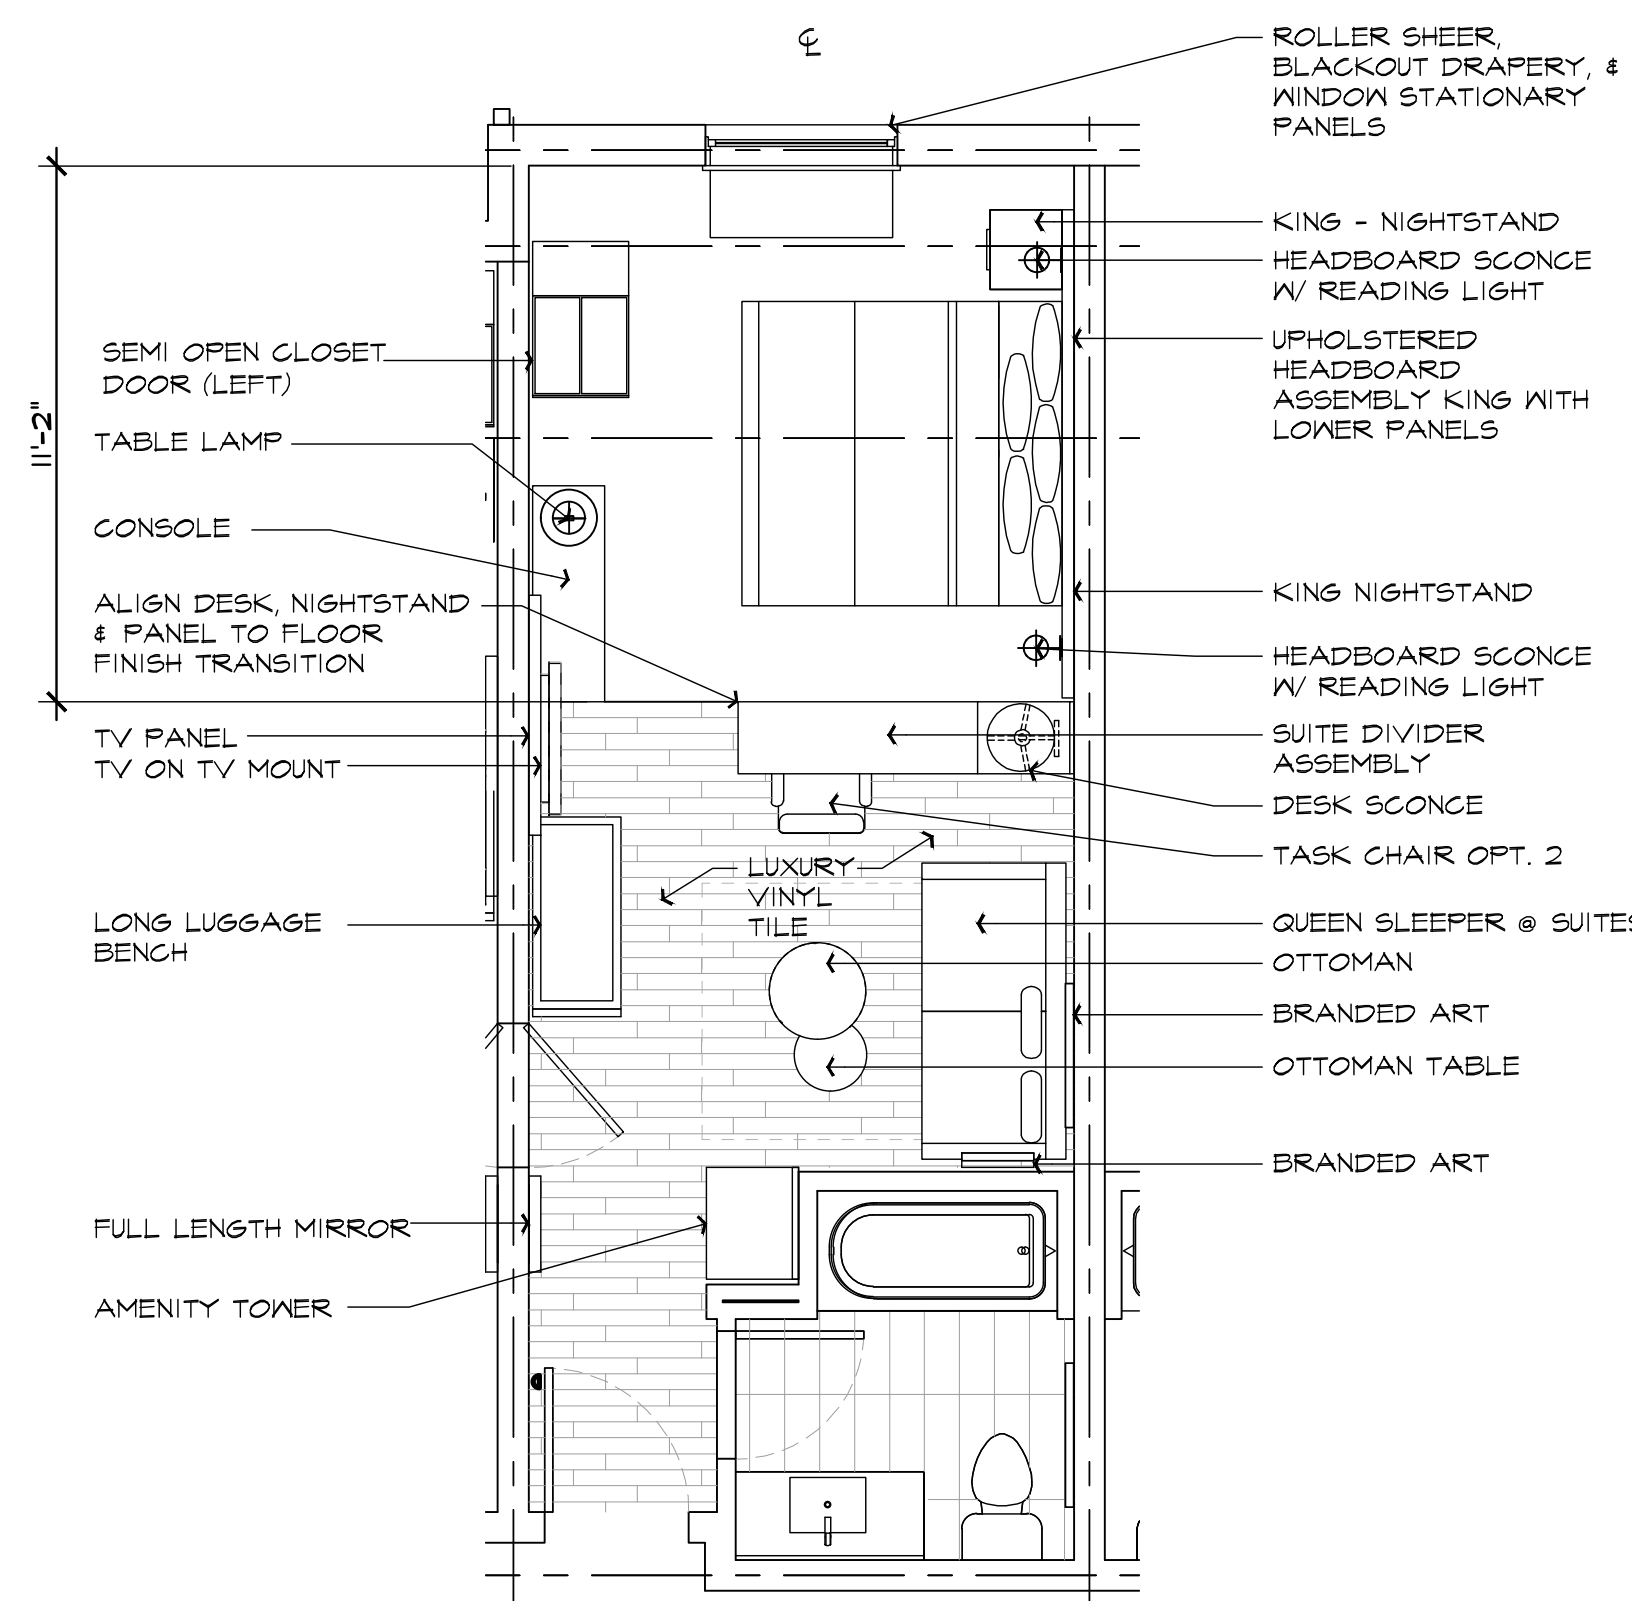 ℄
ROLLER SHEER,
BLACKOUT DRAPERY, &
WINDOW STATIONARY
PANELS
KING - NIGHTSTAND
HEADBOARD SCONCE
W/ READING LIGHT
UPHOLSTERED
HEADBOARD
ASSEMBLY KING WITH
LOWER PANELS
KING NIGHTSTAND
HEADBOARD SCONCE
W/ READING LIGHT
SUITE DIVIDER
ASSEMBLY
DESK SCONCE
TASK CHAIR OPT. 2
QUEEN SLEEPER @ SUITES
OTTOMAN
BRANDED ART
OTTOMAN TABLE
BRANDED ART
11'-2"
SEMI OPEN CLOSET
DOOR (LEFT)
TABLE LAMP
CONSOLE
ALIGN DESK, NIGHTSTAND
& PANEL TO FLOOR
FINISH TRANSITION
TV PANEL
TV ON TV MOUNT
LONG LUGGAGE
BENCH
FULL LENGTH MIRROR
AMENITY TOWER
LUXURY
VINYL
TILE